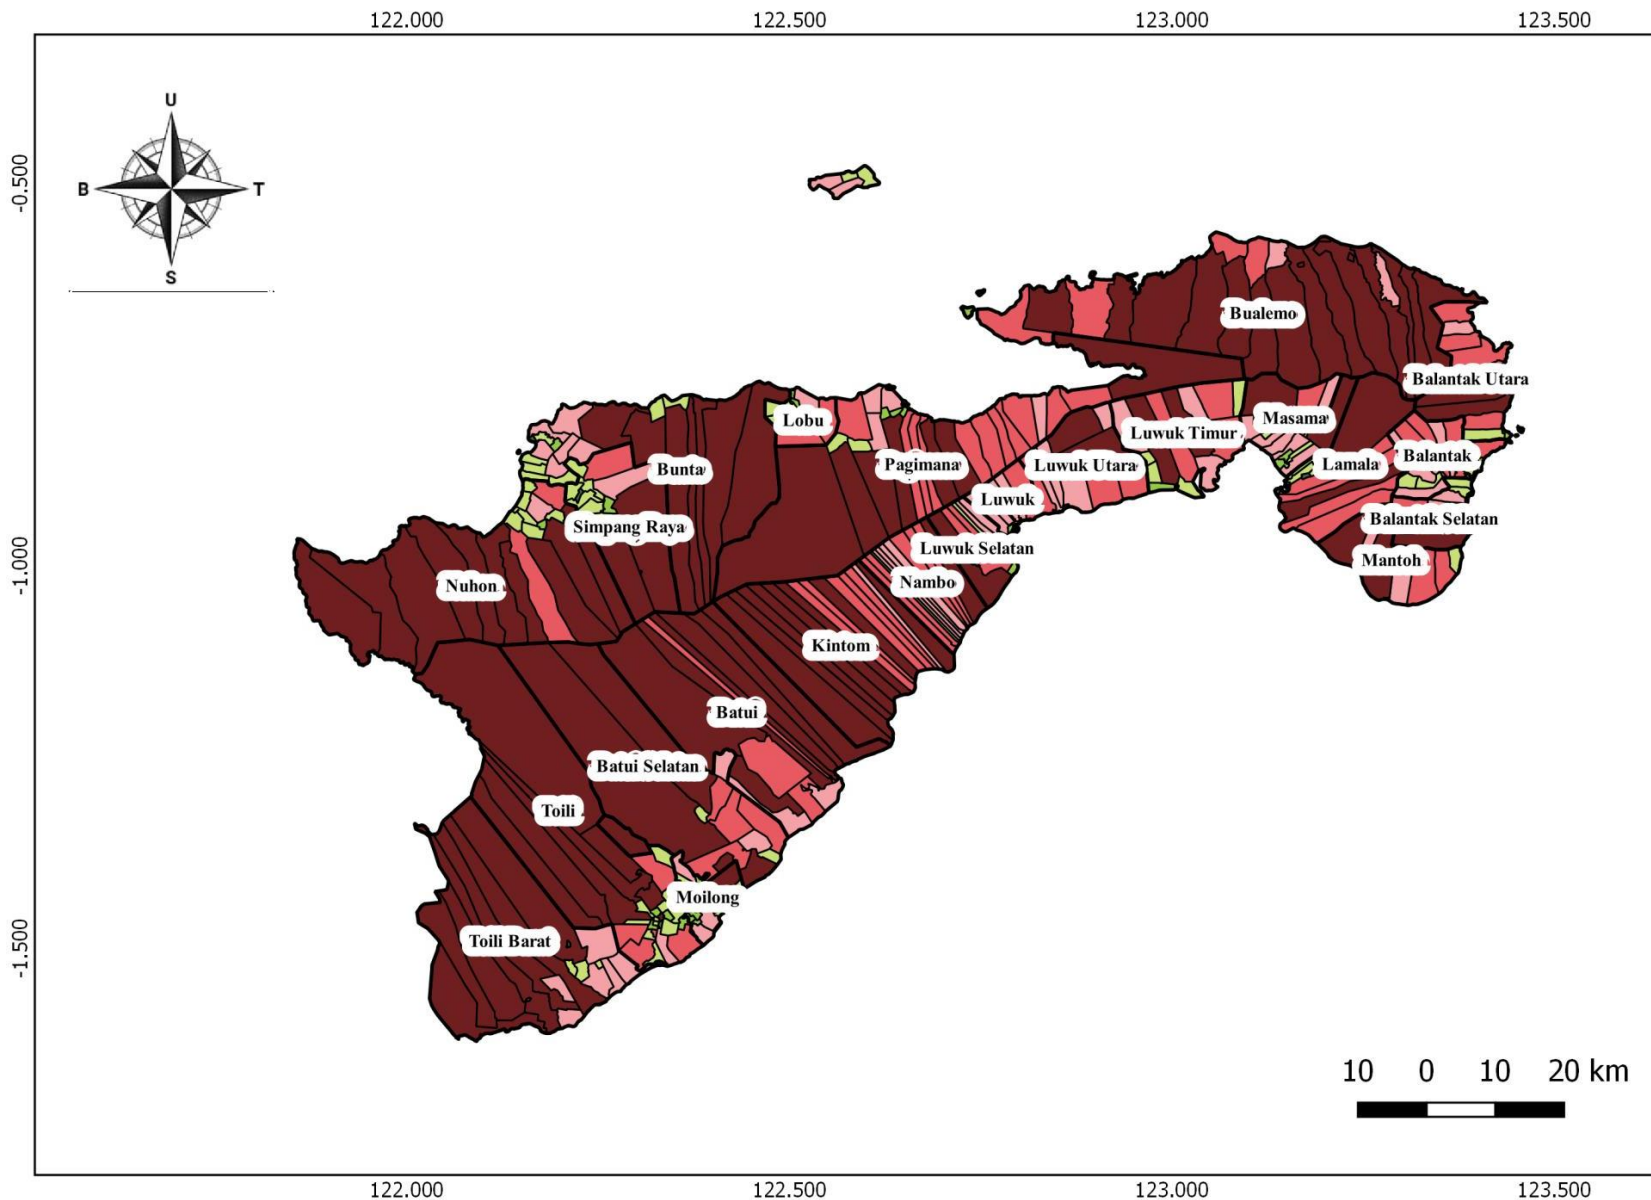 122.000 122.500 123.000 123.500
U
B T
S
-0.500
-1.000
-1.500
Bualemo
Balantak Utara
Lobu
Masama
Luwuk Timur
Bunta
Pagimana
Luwuk Utara
Lamala
Balantak
Luwuk
Simpang Raya
Balantak Selatan
Luwuk Selatan
Mantoh
Nuhon
Nambo
Kintom
Batui
Batui Selatan
Toili
Moilong
Toili Barat
10 0 10 20 km
122.000 122.500 123.000 123.500